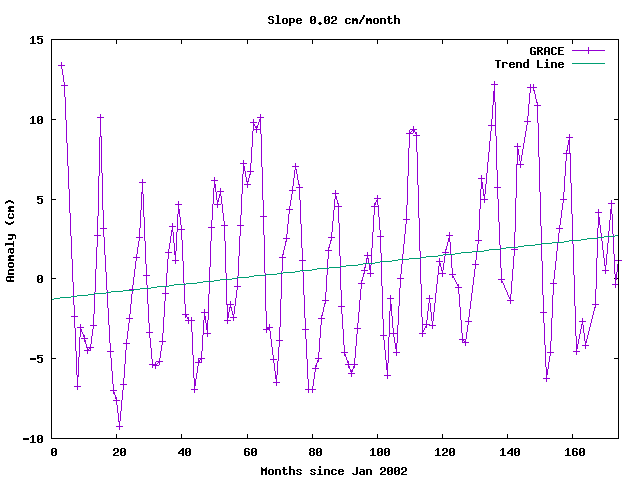 Slope 0.02 cm/month
GRACE
Trend Line
Anomaly (cm)
15
10
5
0
-5
-10
0 20 40 60 80 100 120 140 160
Months since Jan 2002